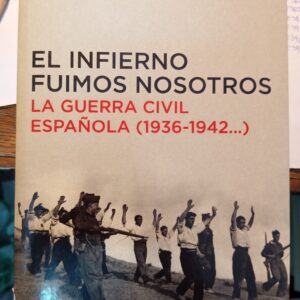 EL INFIERNO
FUIMOS NOSOTROS
LA GUERRA CIVIL
ESPAÑOLA (1936-1942...)